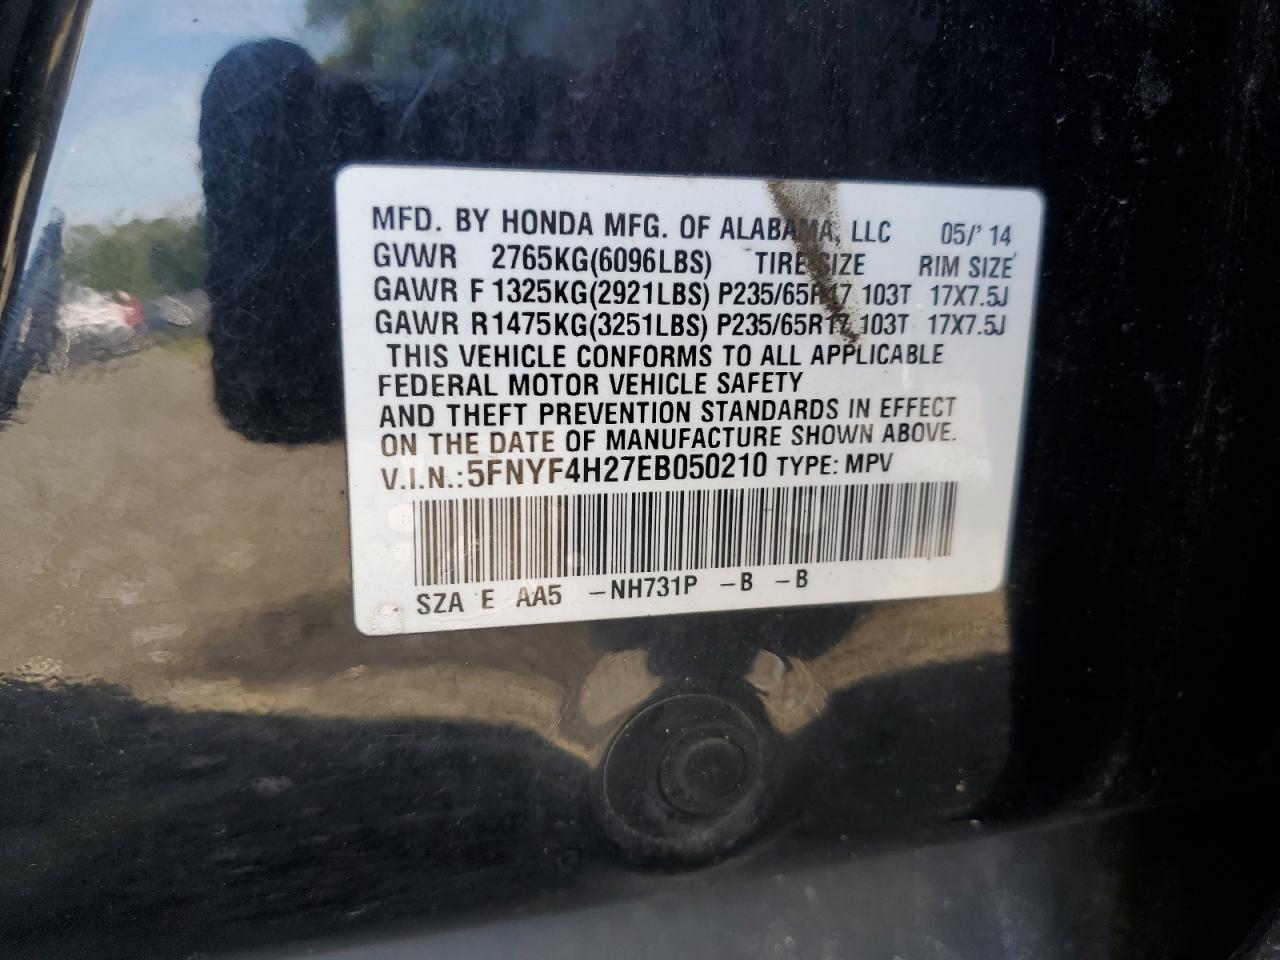 MFD. BY HONDA MFG. OF ALABAMA, LLC 05/'14
GVWR 2765KG(6096LBS) TIRE SIZE RIM SIZE
GAWR F 1325KG(2921LBS) P235/65R17 103T 17X7.5J
GAWR R 1475KG(3251LBS) P235/65R17 103T 17X7.5J
THIS VEHICLE CONFORMS TO ALL APPLICABLE
FEDERAL MOTOR VEHICLE SAFETY
AND THEFT PREVENTION STANDARDS IN EFFECT
ON THE DATE OF MANUFACTURE SHOWN ABOVE.
V.I.N.:5FNYF4H27EB050210 TYPE: MPV
SZA E AA5 -NH731P -B -B